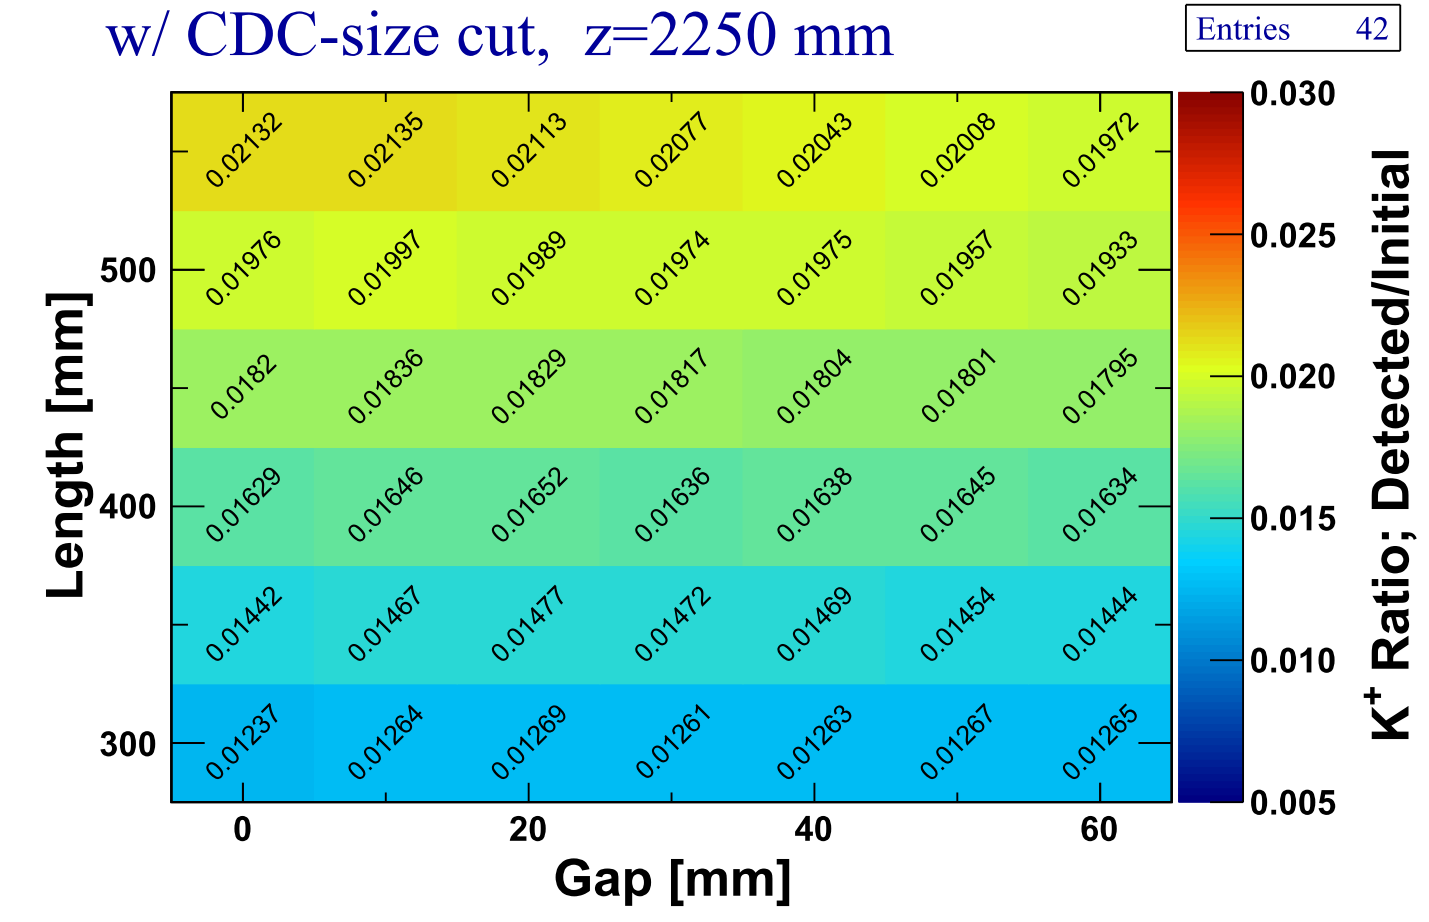 w/ CDC-size cut, z=2250 mm
Entries 42
0.02132 0.02135 0.02113 0.02077 0.02043 0.02008 0.01972
0.01976 0.01997 0.01989 0.01974 0.01975 0.01957 0.01933
0.0182 0.01836 0.01829 0.01817 0.01804 0.01801 0.01795
0.01629 0.01646 0.01652 0.01636 0.01638 0.01645 0.01634
0.01442 0.01467 0.01477 0.01472 0.01469 0.01454 0.01444
0.01237 0.01264 0.01269 0.01261 0.01263 0.01267 0.01265
500
400
300
Length [mm]
0 20 40 60
Gap [mm]
0.030
0.025
0.020
0.015
0.010
0.005
K⁺ Ratio; Detected/Initial